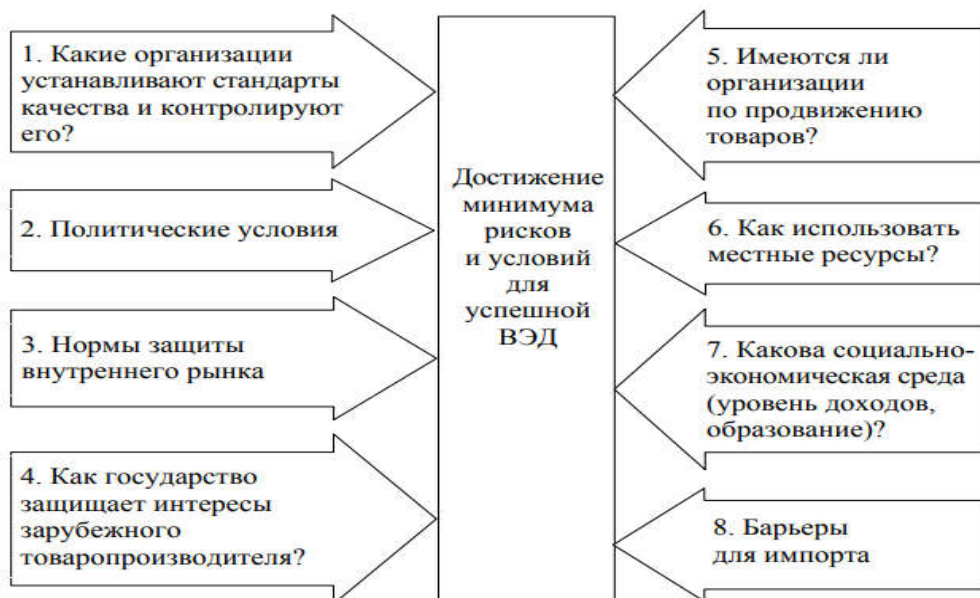 1. Какие организации
устанавливают стандарты
качества и контролируют
его?
2. Политические условия
3. Нормы защиты
внутреннего рынка
4. Как государство
защищает интересы
зарубежного
товаропроизводителя?
Достижение
минимума
рисков
и условий
для
успешной
ВЭД
5. Имеются ли
организации
по продвижению
товаров?
6. Как использовать
местные ресурсы?
7. Какова социально-
экономическая среда
(уровень доходов,
образование)?
8. Барьеры
для импорта